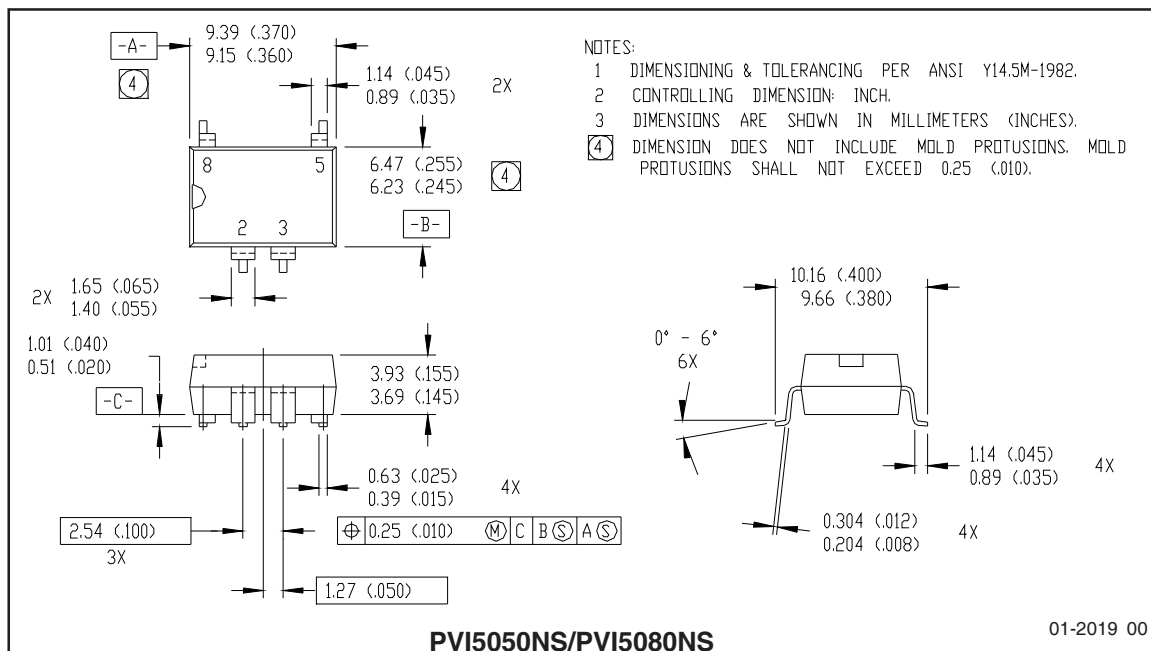 9.39 (.370)
9.15 (.360)
-A-
4
1.14 (.045)
0.89 (.035)
2X
8
5
6.47 (.255)
6.23 (.245)
4
2
3
-B-
2X
1.65 (.065)
1.40 (.055)
1.01 (.040)
0.51 (.020)
-C-
3.93 (.155)
3.69 (.145)
0.63 (.025)
0.39 (.015)
4X
2.54 (.100)
3X
⌖ 0.25 (.010) Ⓜ C B Ⓢ A Ⓢ
1.27 (.050)
NOTES:
1 DIMENSIONING & TOLERANCING PER ANSI Y14.5M-1982.
2 CONTROLLING DIMENSION: INCH.
3 DIMENSIONS ARE SHOWN IN MILLIMETERS (INCHES).
4 DIMENSION DOES NOT INCLUDE MOLD PROTUSIONS. MOLD
PROTUSIONS SHALL NOT EXCEED 0.25 (.010).
10.16 (.400)
9.66 (.380)
0° - 6°
6X
1.14 (.045)
0.89 (.035)
4X
0.304 (.012)
0.204 (.008)
4X
PVI5050NS/PVI5080NS
01-2019 00